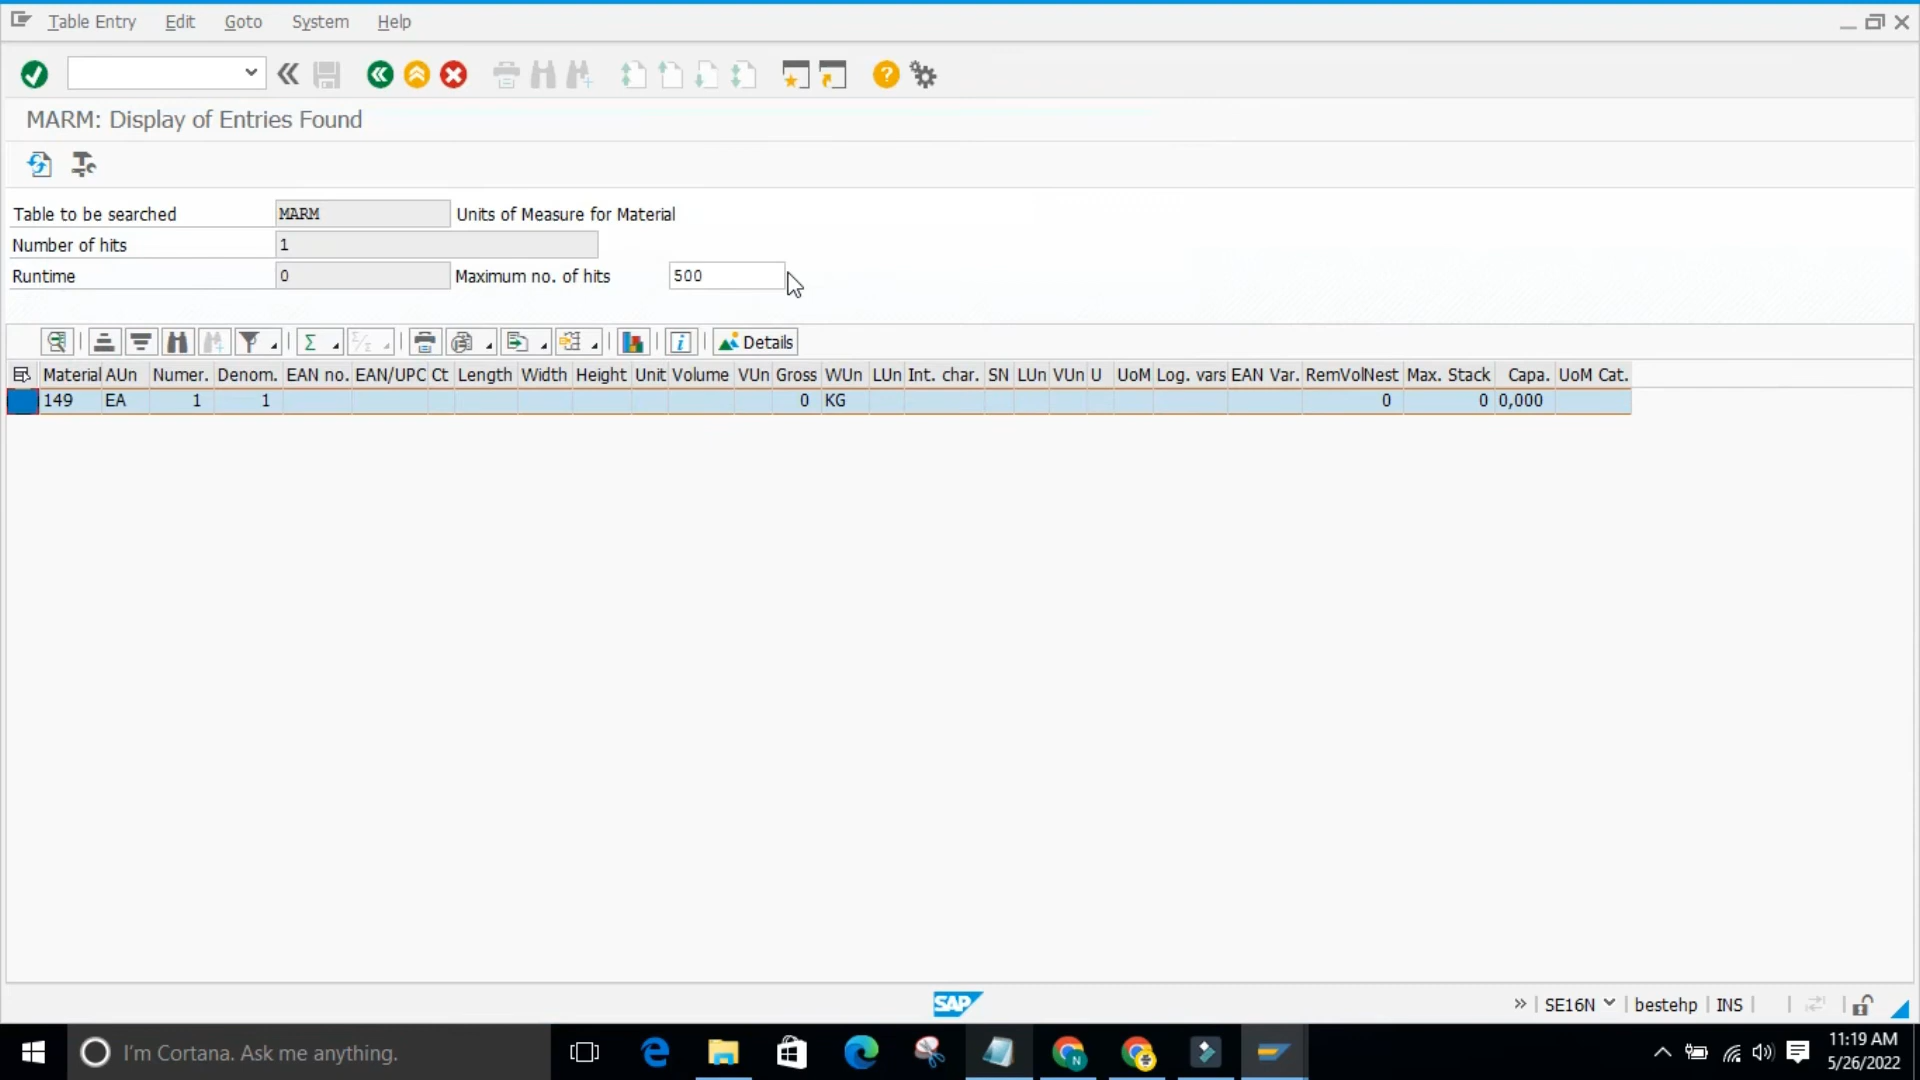 Table Entry Edit Goto System Help
MARM: Display of Entries Found
Table to be searched MARM Units of Measure for Material
Number of hits 1
Runtime 0 Maximum no. of hits 500
Details
Material AUn Numer. Denom. EAN no. EAN/UPC Ct Length Width Height Unit Volume VUn Gross WUn LUn Int. char. SN LUn VUn U UoM Log. vars EAN Var. RemVolNest Max. Stack Capa. UoM Cat.
149 EA 1 1 0 KG 0 0 0,000
SAP SE16N bestehp INS
I'm Cortana. Ask me anything. 11:19 AM
5/26/2022